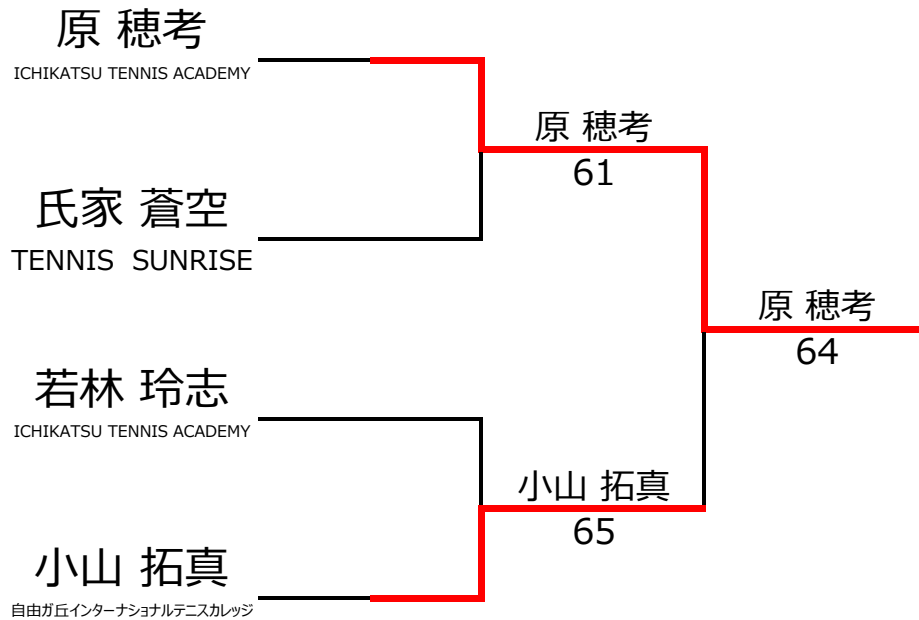 原 穂考
ICHIKATSU TENNIS ACADEMY
原 穂考
61
氏家 蒼空
TENNIS SUNRISE
原 穂考
64
若林 玲志
ICHIKATSU TENNIS ACADEMY
小山 拓真
65
小山 拓真
自由ガ丘インターナショナルテニスカレッジ